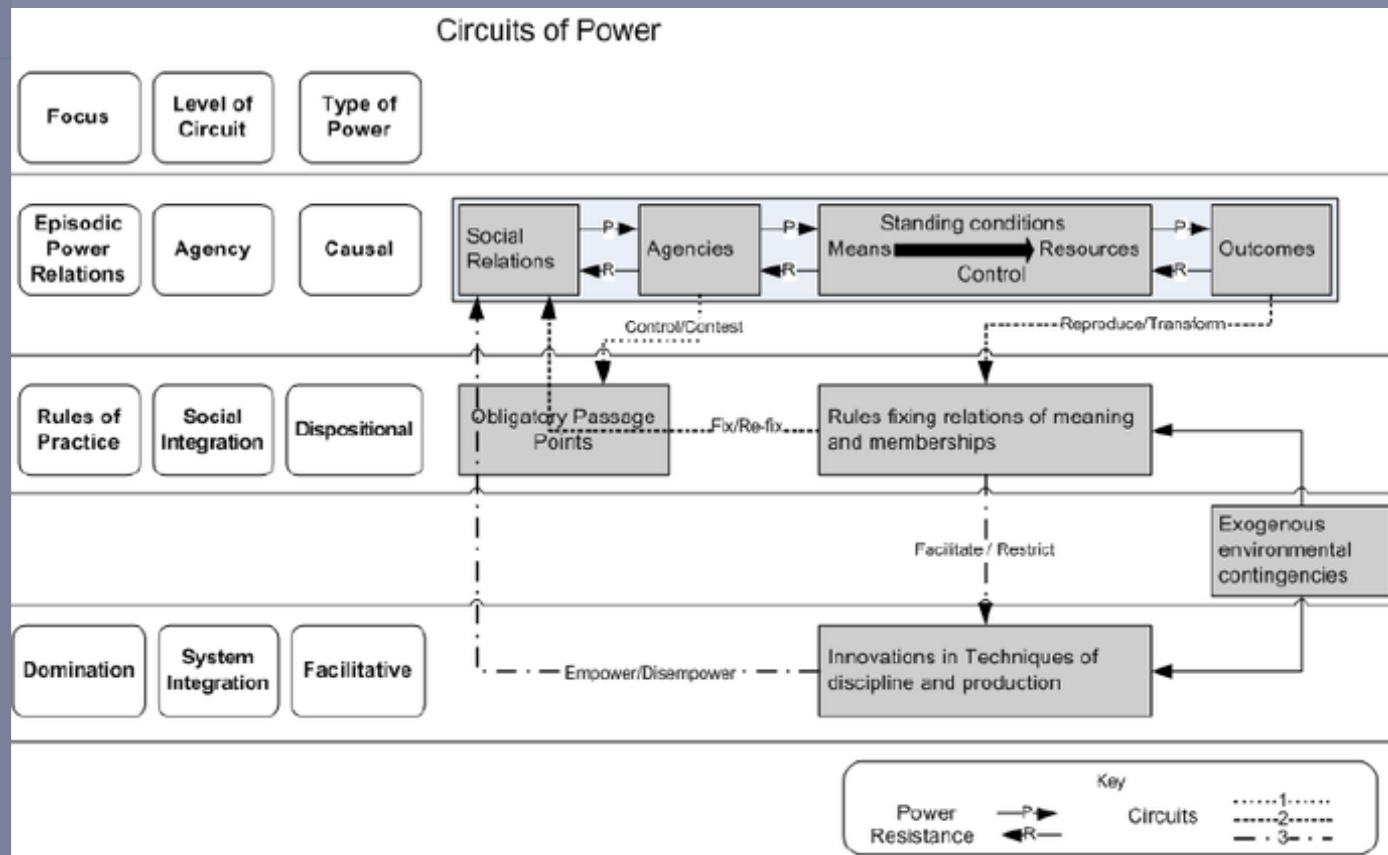 Circuits of Power
Focus
Level of
Circuit
Type of
Power
Episodic
Power
Relations
Agency
Causal
Social
Relations
P
R
Agencies
P
R
Standing conditions
Means
Resources
Control
P
R
Outcomes
Control/Contest
Reproduce/Transform
Rules of
Practice
Social
Integration
Dispositional
Obligatory Passage
Points
Fix/Re-fix
Rules fixing relations of meaning
and memberships
Facilitate / Restrict
Exogenous
environmental
contingencies
Domination
System
Integration
Facilitative
Empower/Disempower
Innovations in Techniques of
discipline and production
Key
Power
P
Resistance
R
Circuits
1
2
3